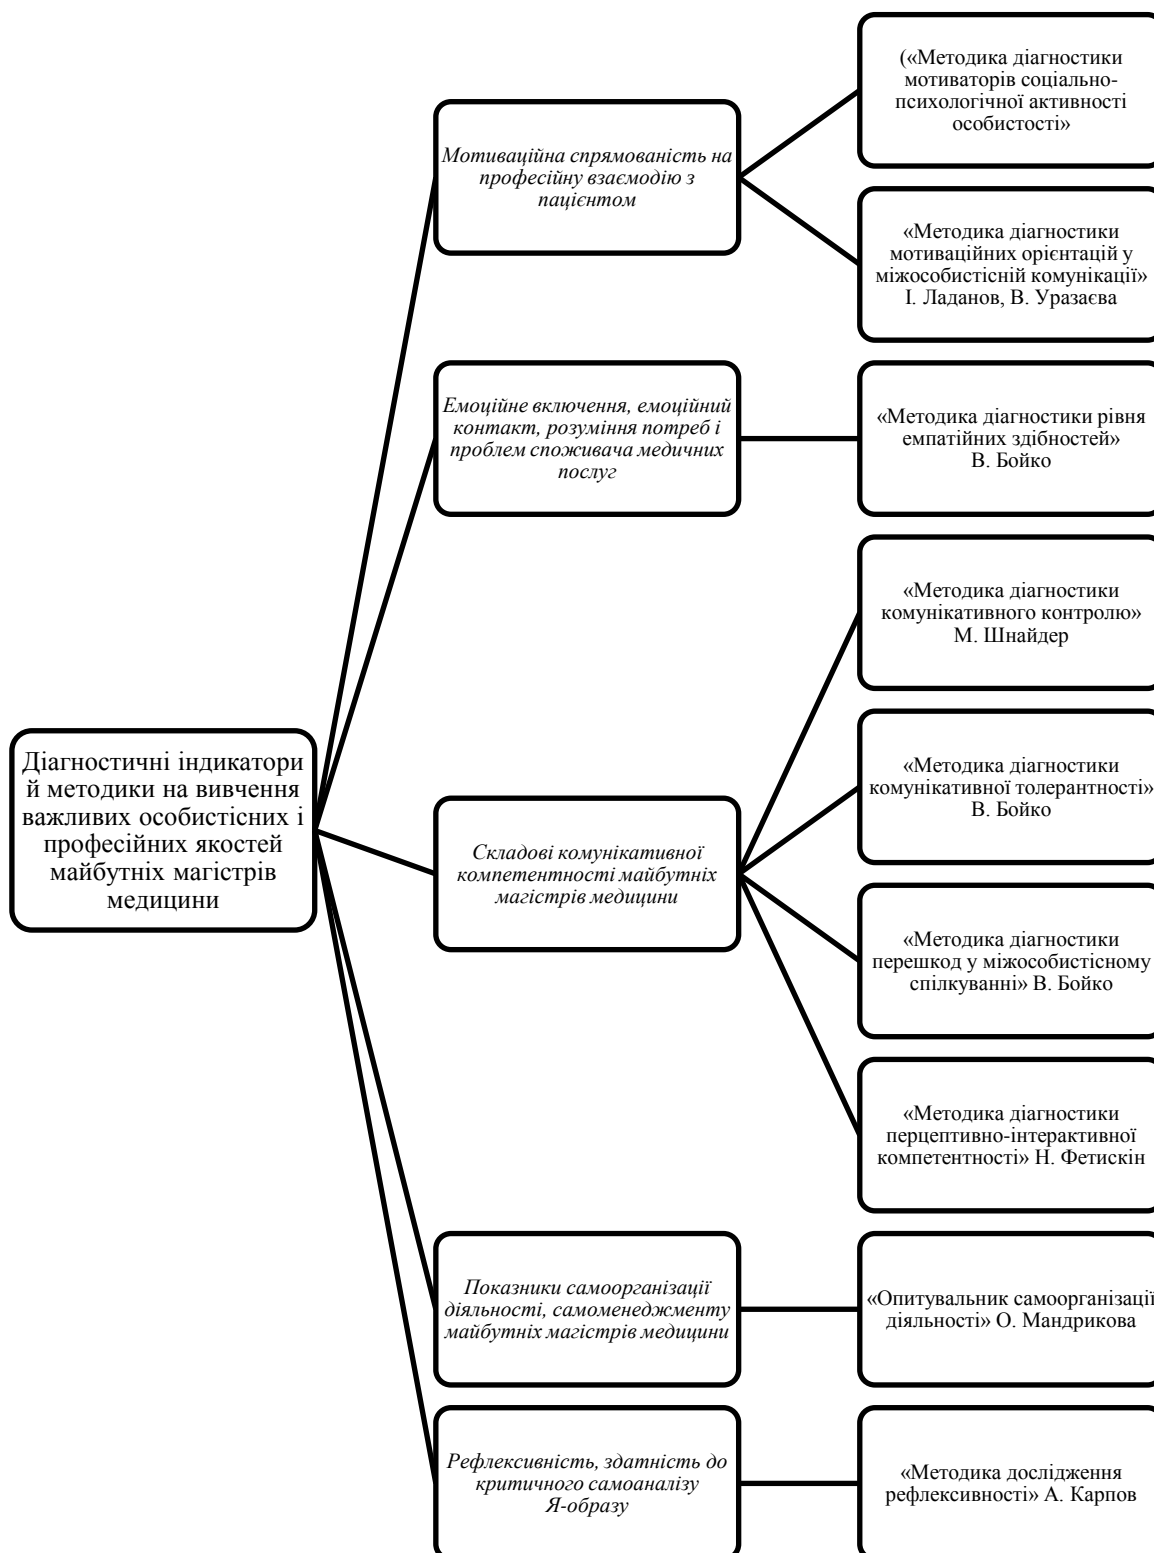 Діагностичні індикатори
й методики на вивчення
важливих особистісних і
професійних якостей
майбутніх магістрів
медицини
Мотиваційна спрямованість на
професійну взаємодію з
пацієнтом
(«Методика діагностики
мотиваторів соціально-
психологічної активності
особистості»
«Методика діагностики
мотиваційних орієнтацій у
міжособистісній комунікації»
І. Ладанов, В. Уразаєва
Емоційне включення, емоційний
контакт, розуміння потреб і
проблем споживача медичних
послуг
«Методика діагностики рівня
емпатійних здібностей»
В. Бойко
Складові комунікативної
компетентності майбутніх
магістрів медицини
«Методика діагностики
комунікативного контролю»
М. Шнайдер
«Методика діагностики
комунікативної толерантності»
В. Бойко
«Методика діагностики
перешкод у міжособистісному
спілкуванні» В. Бойко
«Методика діагностики
перцептивно-інтерактивної
компетентності» Н. Фетискін
Показники самоорганізації
діяльності, самоменеджменту
майбутніх магістрів медицини
«Опитувальник самоорганізації
діяльності» О. Мандрикова
Рефлексивність, здатність до
критичного самоаналізу
Я-образу
«Методика дослідження
рефлексивності» А. Карпов